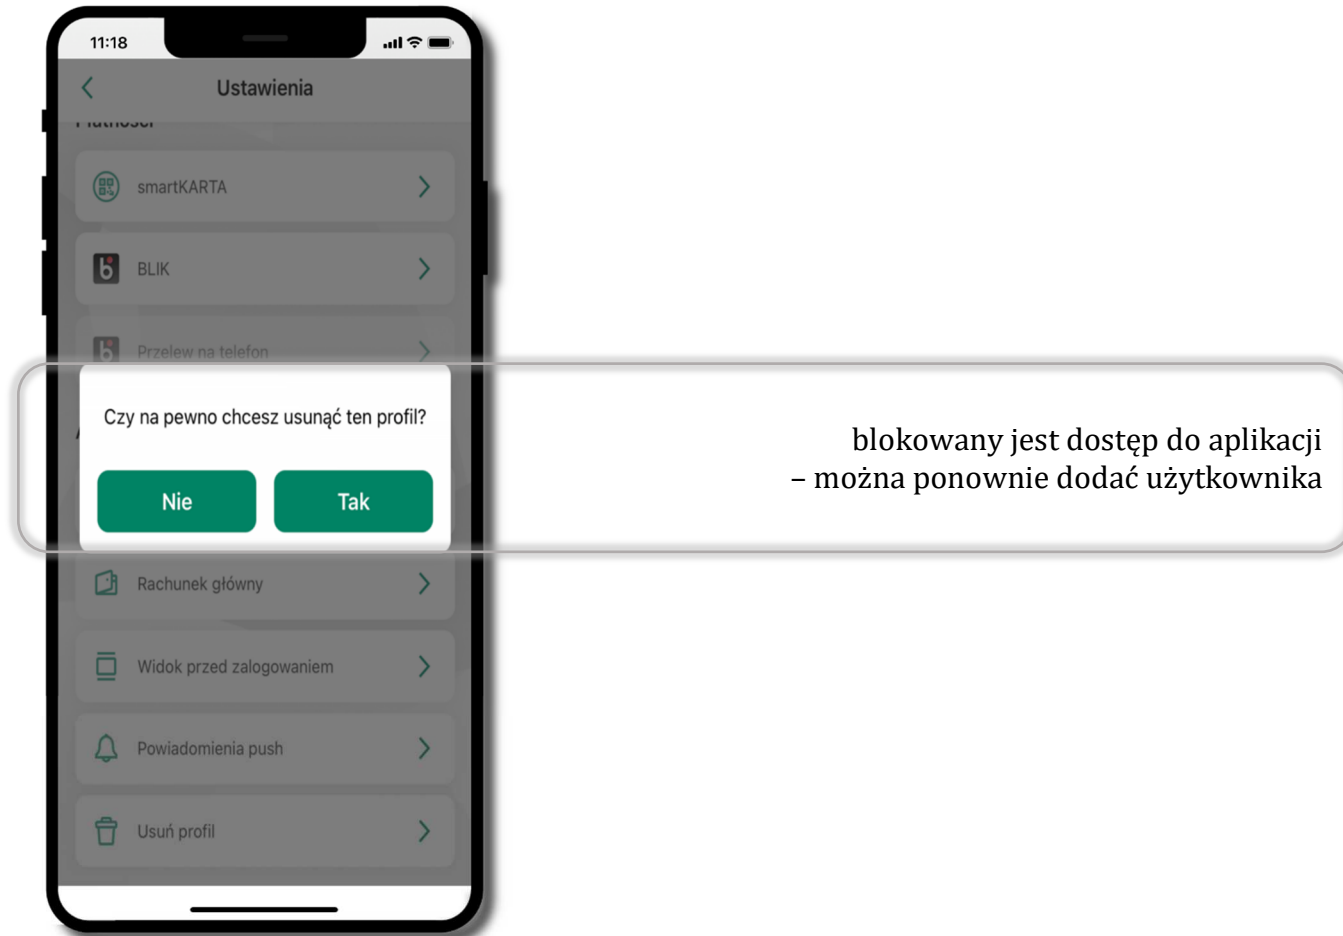 11:18
Ustawienia
Płatności
smartKARTA
BLIK
Przelew na telefon
Czy na pewno chcesz usunąć ten profil?
Nie
Tak
blokowany jest dostęp do aplikacji
– można ponownie dodać użytkownika
Rachunek główny
Widok przed zalogowaniem
Powiadomienia push
Usuń profil